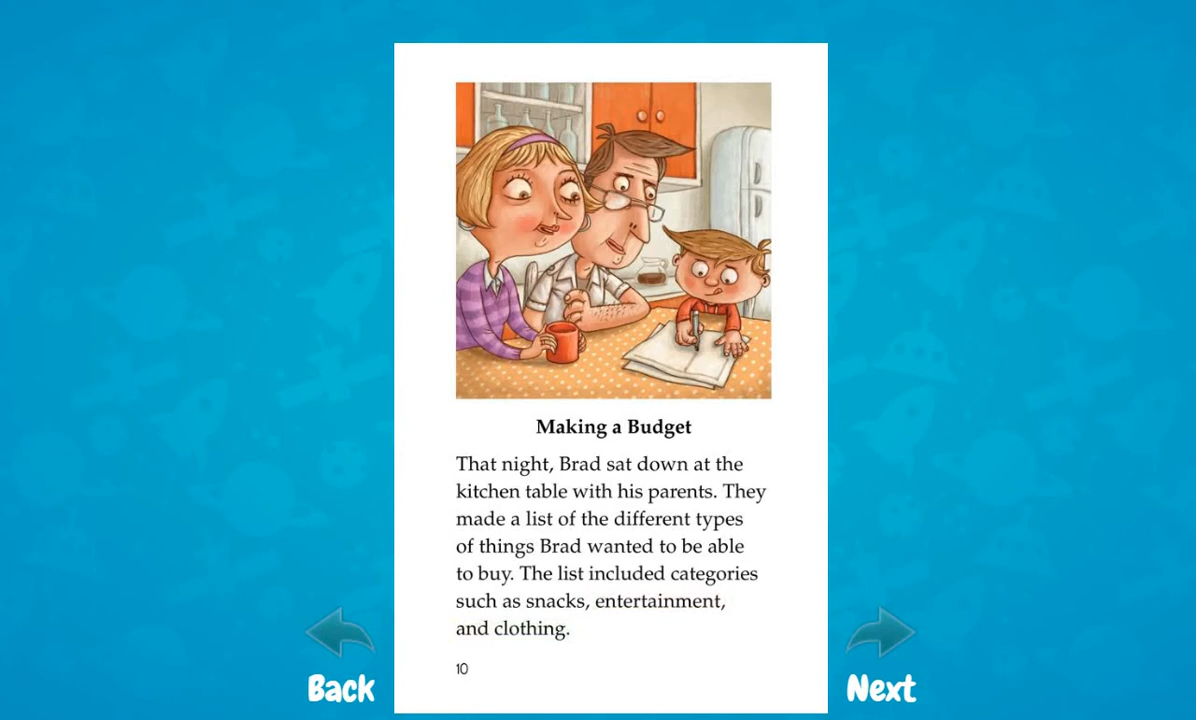 Making a Budget
That night, Brad sat down at the
kitchen table with his parents. They
made a list of the different types
of things Brad wanted to be able
to buy. The list included categories
such as snacks, entertainment,
and clothing.
10
Back
Next